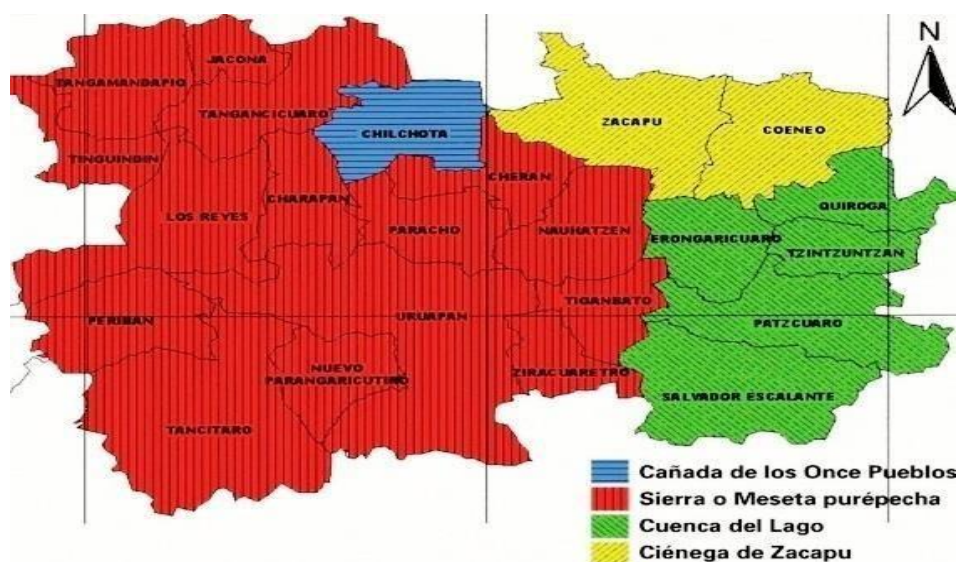 N
JACONA
TANGAMANDAPIO
TANGANCICUARO
CHILCHOTA
ZACAPU
COENEO
TINGUINDIN
CHERAN
CHARAPAN
LOS REYES
PARACHO
NAUHATZEN
QUIROGA
ERONGARICUARO
TZINTZUNTZAN
TIGANBATO
PERIBAN
URUAPAN
PATZCUARO
NUEVO
PARANGARICUTIRO
ZIRACUARETRO
SALVADOR ESCALANTE
TANCITARO
Cañada de los Once Pueblos
Sierra o Meseta purépecha
Cuenca del Lago
Ciénega de Zacapu